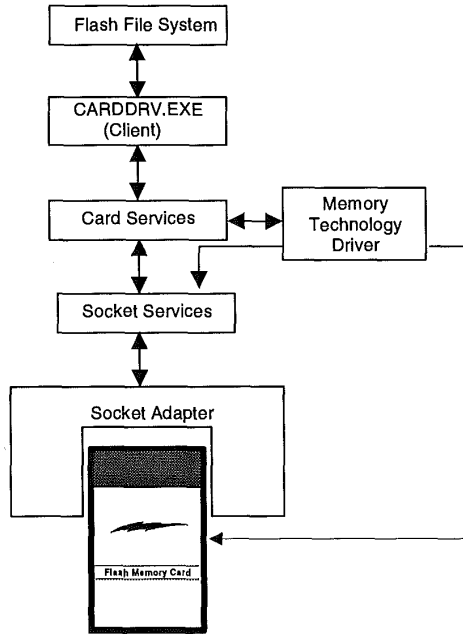 Flash File System
CARDDRV.EXE
(Client)
Card Services
Memory
Technology
Driver
Socket Services
Socket Adapter
Flash Memory Card